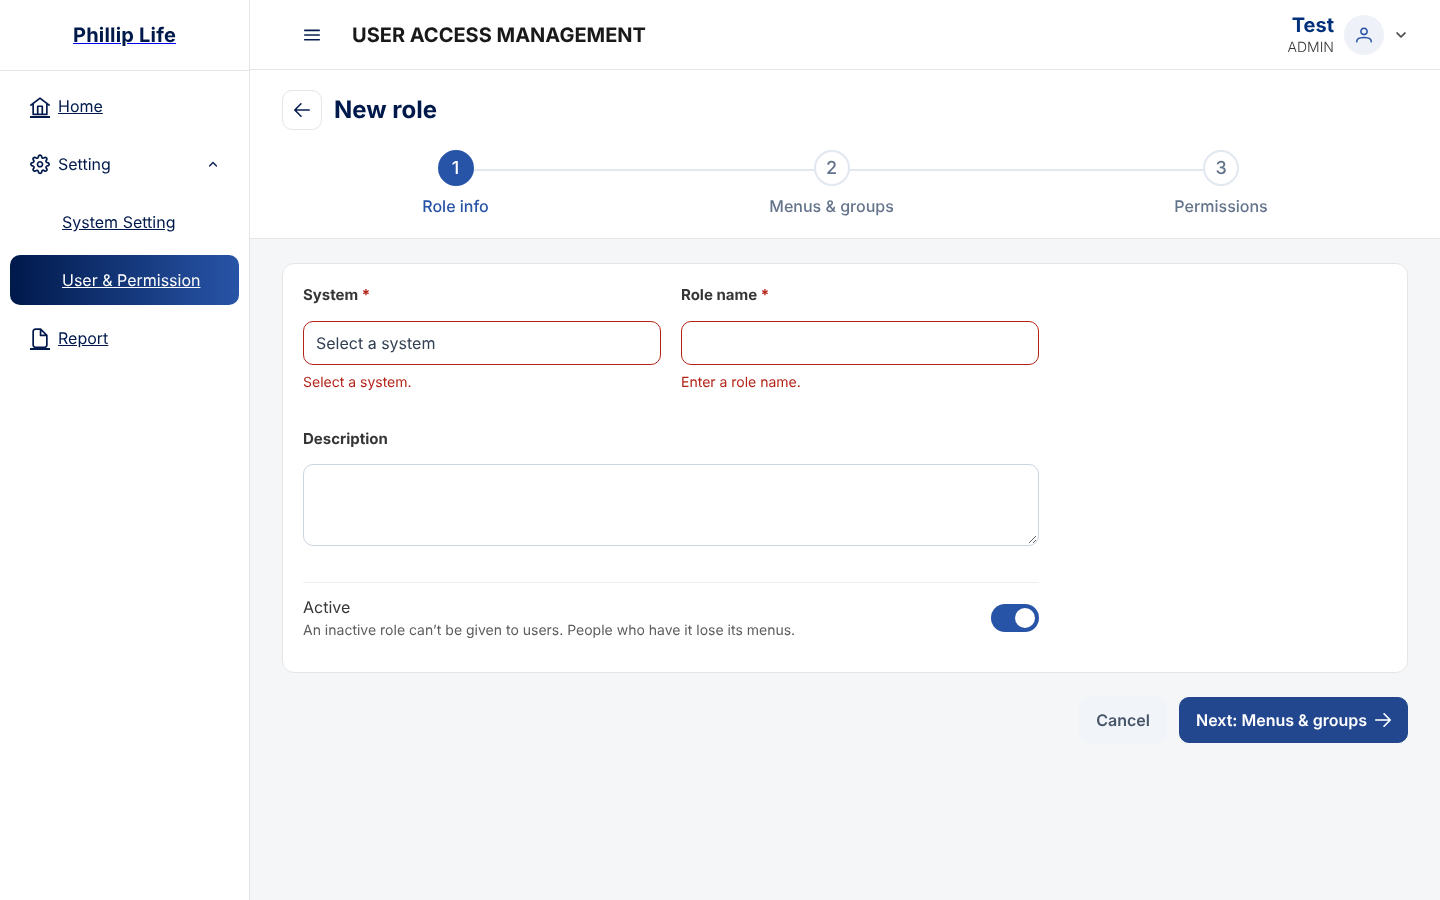 Phillip Life
USER ACCESS MANAGEMENT
Test
ADMIN
Home
Setting
System Setting
User & Permission
Report
New role
1
2
3
Role info
Menus & groups
Permissions
System *
Role name *
Select a system
Select a system.
Enter a role name.
Description
Active
An inactive role can’t be given to users. People who have it lose its menus.
Cancel
Next: Menus & groups